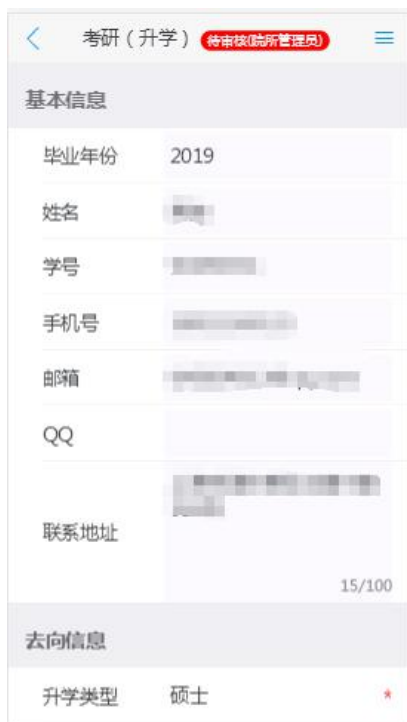 考研（升学） 待审核(院所管理员)
基本信息
毕业年份 2019
姓名
学号
手机号
邮箱
QQ
联系地址
15/100
去向信息
升学类型 硕士 *